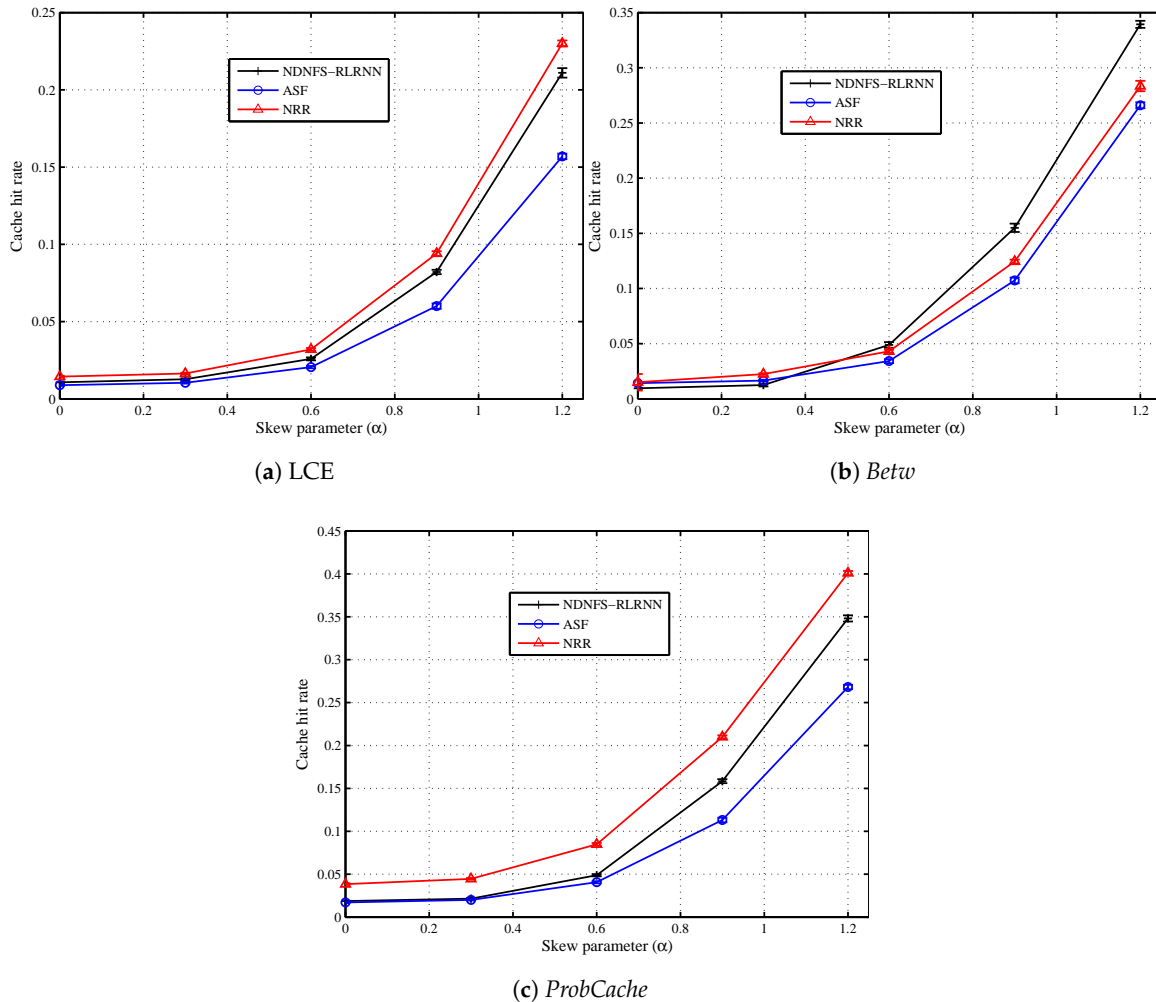 0.25
0.2
0.15
0.1
0.05
0
Cache hit rate
NDNFS−RLRNN
ASF
NRR
0 0.2 0.4 0.6 0.8 1 1.2
Skew parameter (α)
(a) LCE
0.35
0.3
0.25
0.2
0.15
0.1
0.05
0
Cache hit rate
NDNFS−RLRNN
ASF
NRR
0 0.2 0.4 0.6 0.8 1 1.2
Skew parameter (α)
(b) Betw
0.45
0.4
0.35
0.3
0.25
0.2
0.15
0.1
0.05
0
Cache hit rate
NDNFS−RLRNN
ASF
NRR
0 0.2 0.4 0.6 0.8 1 1.2
Skew parameter (α)
(c) ProbCache